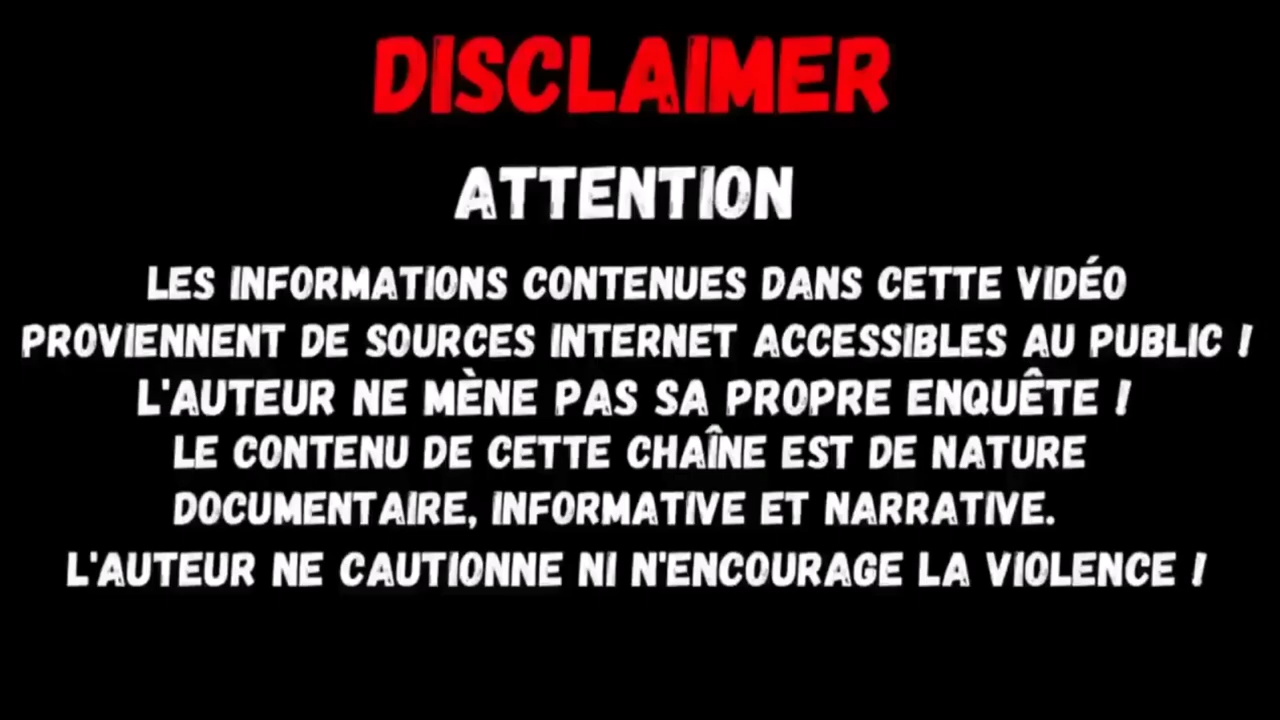 DISCLAIMER
ATTENTION
LES INFORMATIONS CONTENUES DANS CETTE VIDÉO
PROVIENNENT DE SOURCES INTERNET ACCESSIBLES AU PUBLIC !
L'AUTEUR NE MÈNE PAS SA PROPRE ENQUÊTE !
LE CONTENU DE CETTE CHAÎNE EST DE NATURE
DOCUMENTAIRE, INFORMATIVE ET NARRATIVE.
L'AUTEUR NE CAUTIONNE NI N'ENCOURAGE LA VIOLENCE !